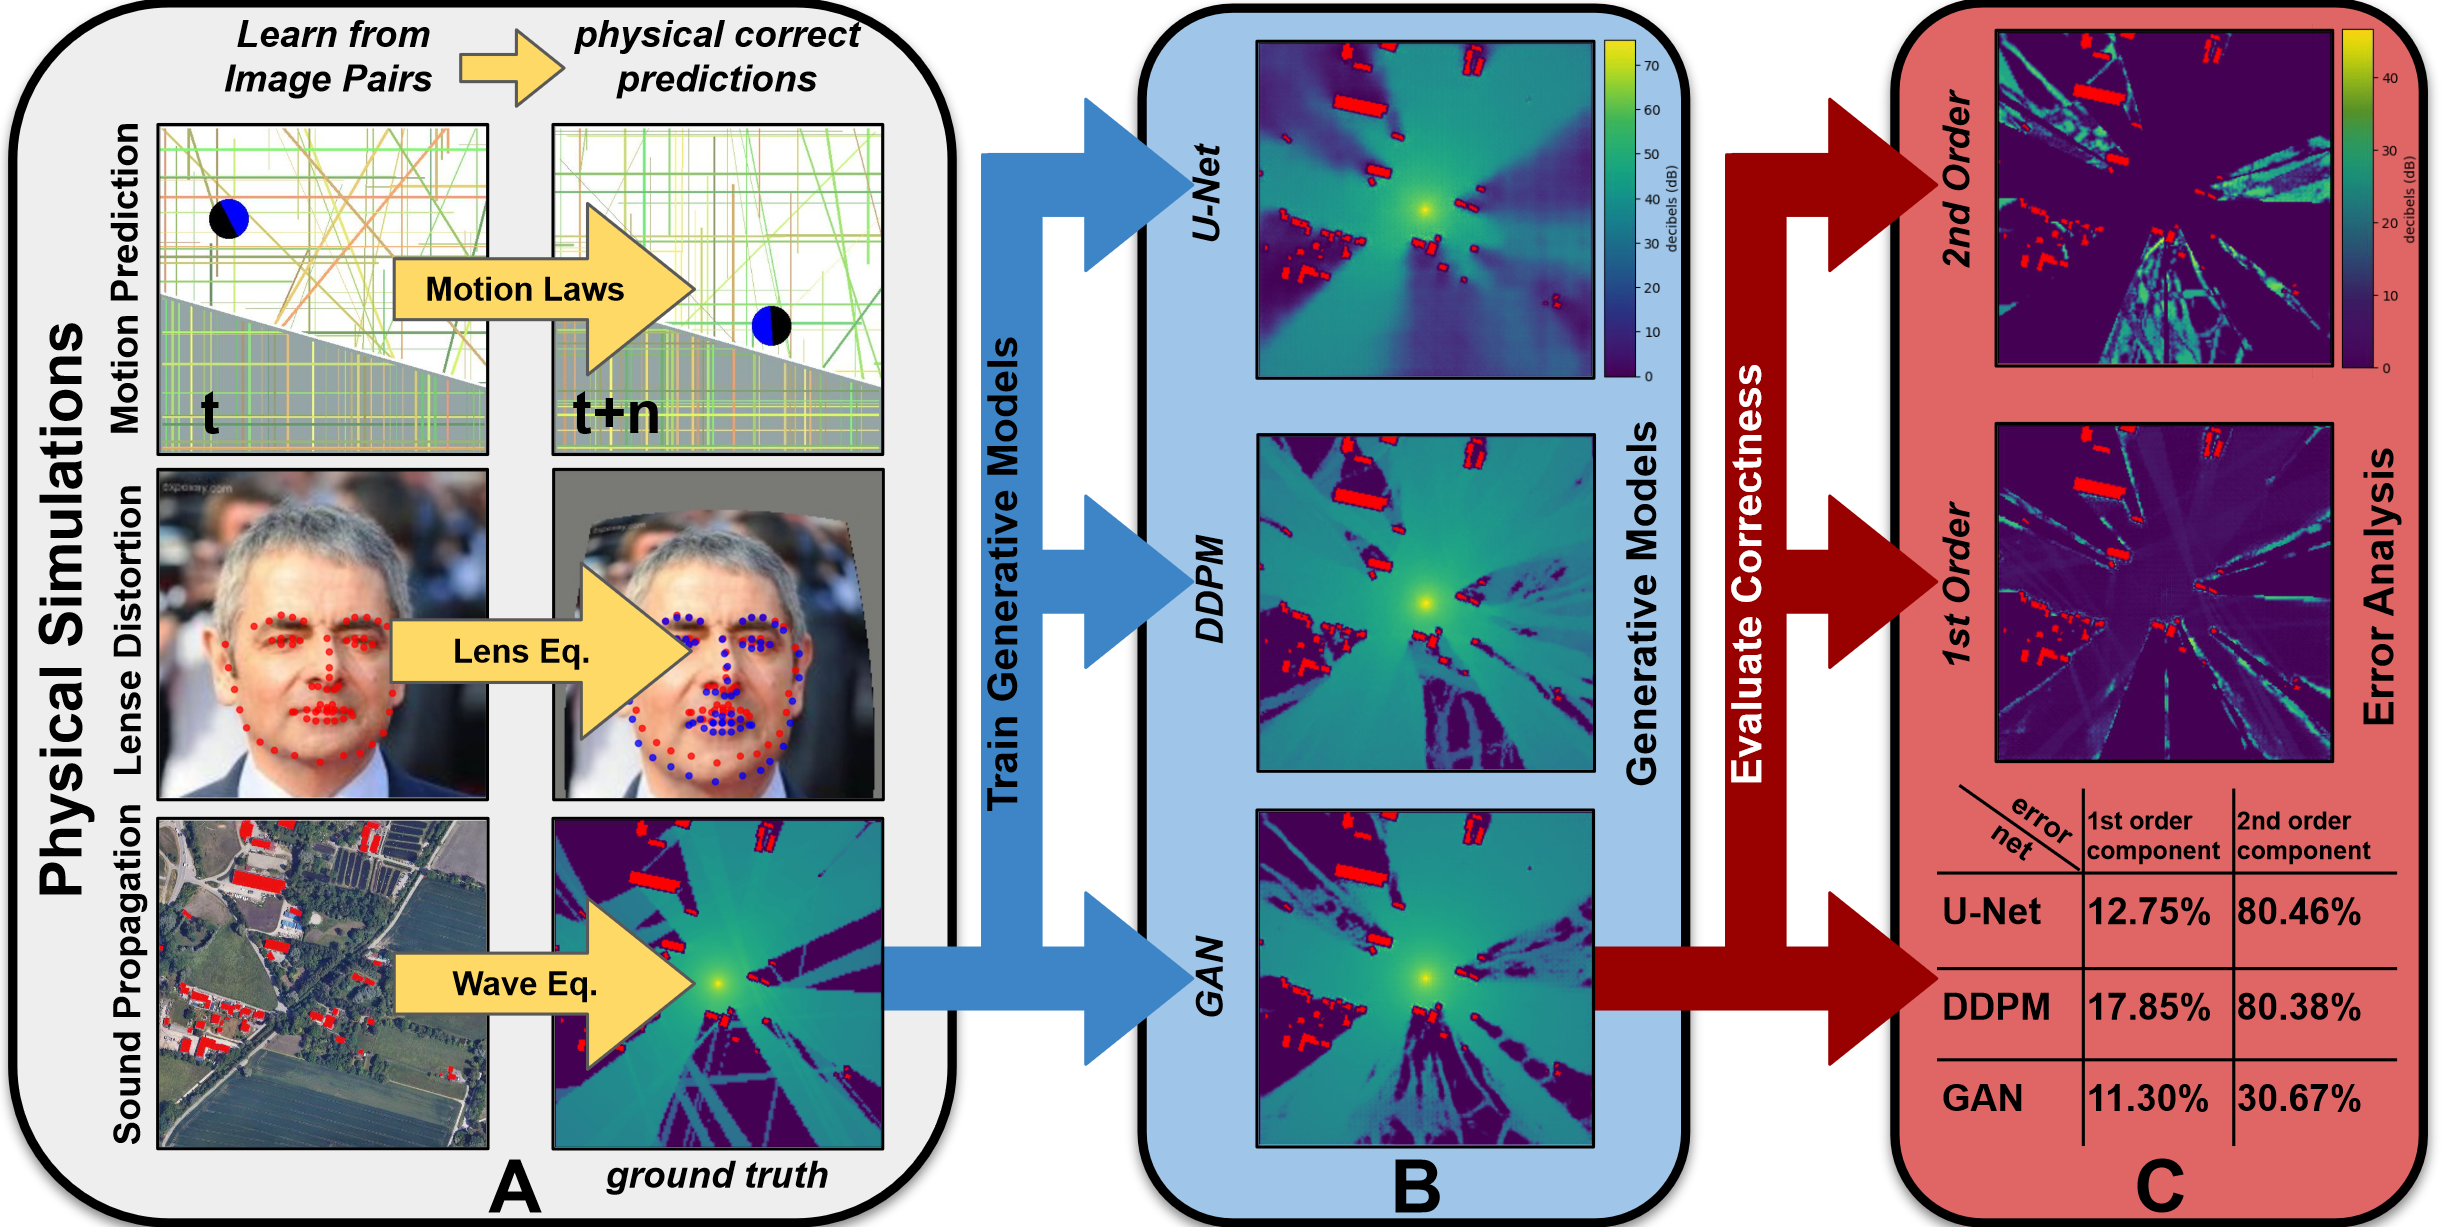 Physical Simulations
Learn from
Image Pairs
physical correct
predictions
Motion Prediction
t
Motion Laws
t+n
Lense Distortion
expoxay.com
Lens Eq.
Sound Propagation
Wave Eq.
ground truth
A
Train Generative Models
U-Net
70
60
50
40
30
20
10
0
decibels (dB)
DDPM
GAN
Generative Models
B
Evaluate Correctness
2nd Order
40
30
20
10
0
decibels (dB)
1st Order
Error Analysis
error
net
1st order
component
2nd order
component
U-Net 12.75% 80.46%
DDPM 17.85% 80.38%
GAN 11.30% 30.67%
C